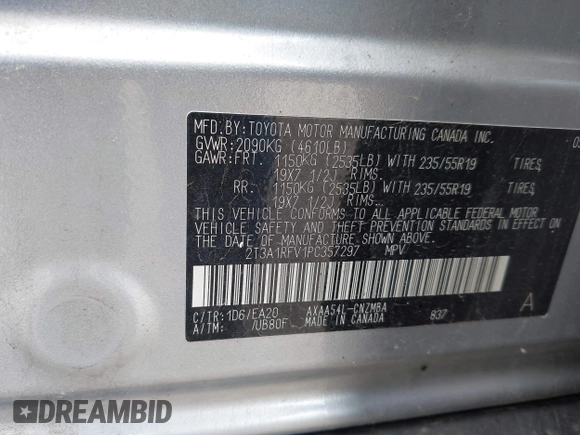 MFD.BY:TOYOTA MOTOR MANUFACTURING CANADA INC.
GVWR:2090KG (4610LB)
GAWR:FRT. 1150KG (2535LB) WITH 235/55R19 TIRES,
19X7 1/2J RIMS.
RR. 1150KG (2535LB) WITH 235/55R19 TIRES,
19X7 1/2J RIMS.
THIS VEHICLE CONFORMS TO ALL APPLICABLE FEDERAL MOTOR
VEHICLE SAFETY AND THEFT PREVENTION STANDARDS IN EFFECT ON
THE DATE OF MANUFACTURE SHOWN ABOVE.
2T3A1RFV1PC357297 MPV
C/TR:1D6/EA20 AXAA54L-CNZMBA 837 A
A/TM: /UB80F MADE IN CANADA
DREAMBID